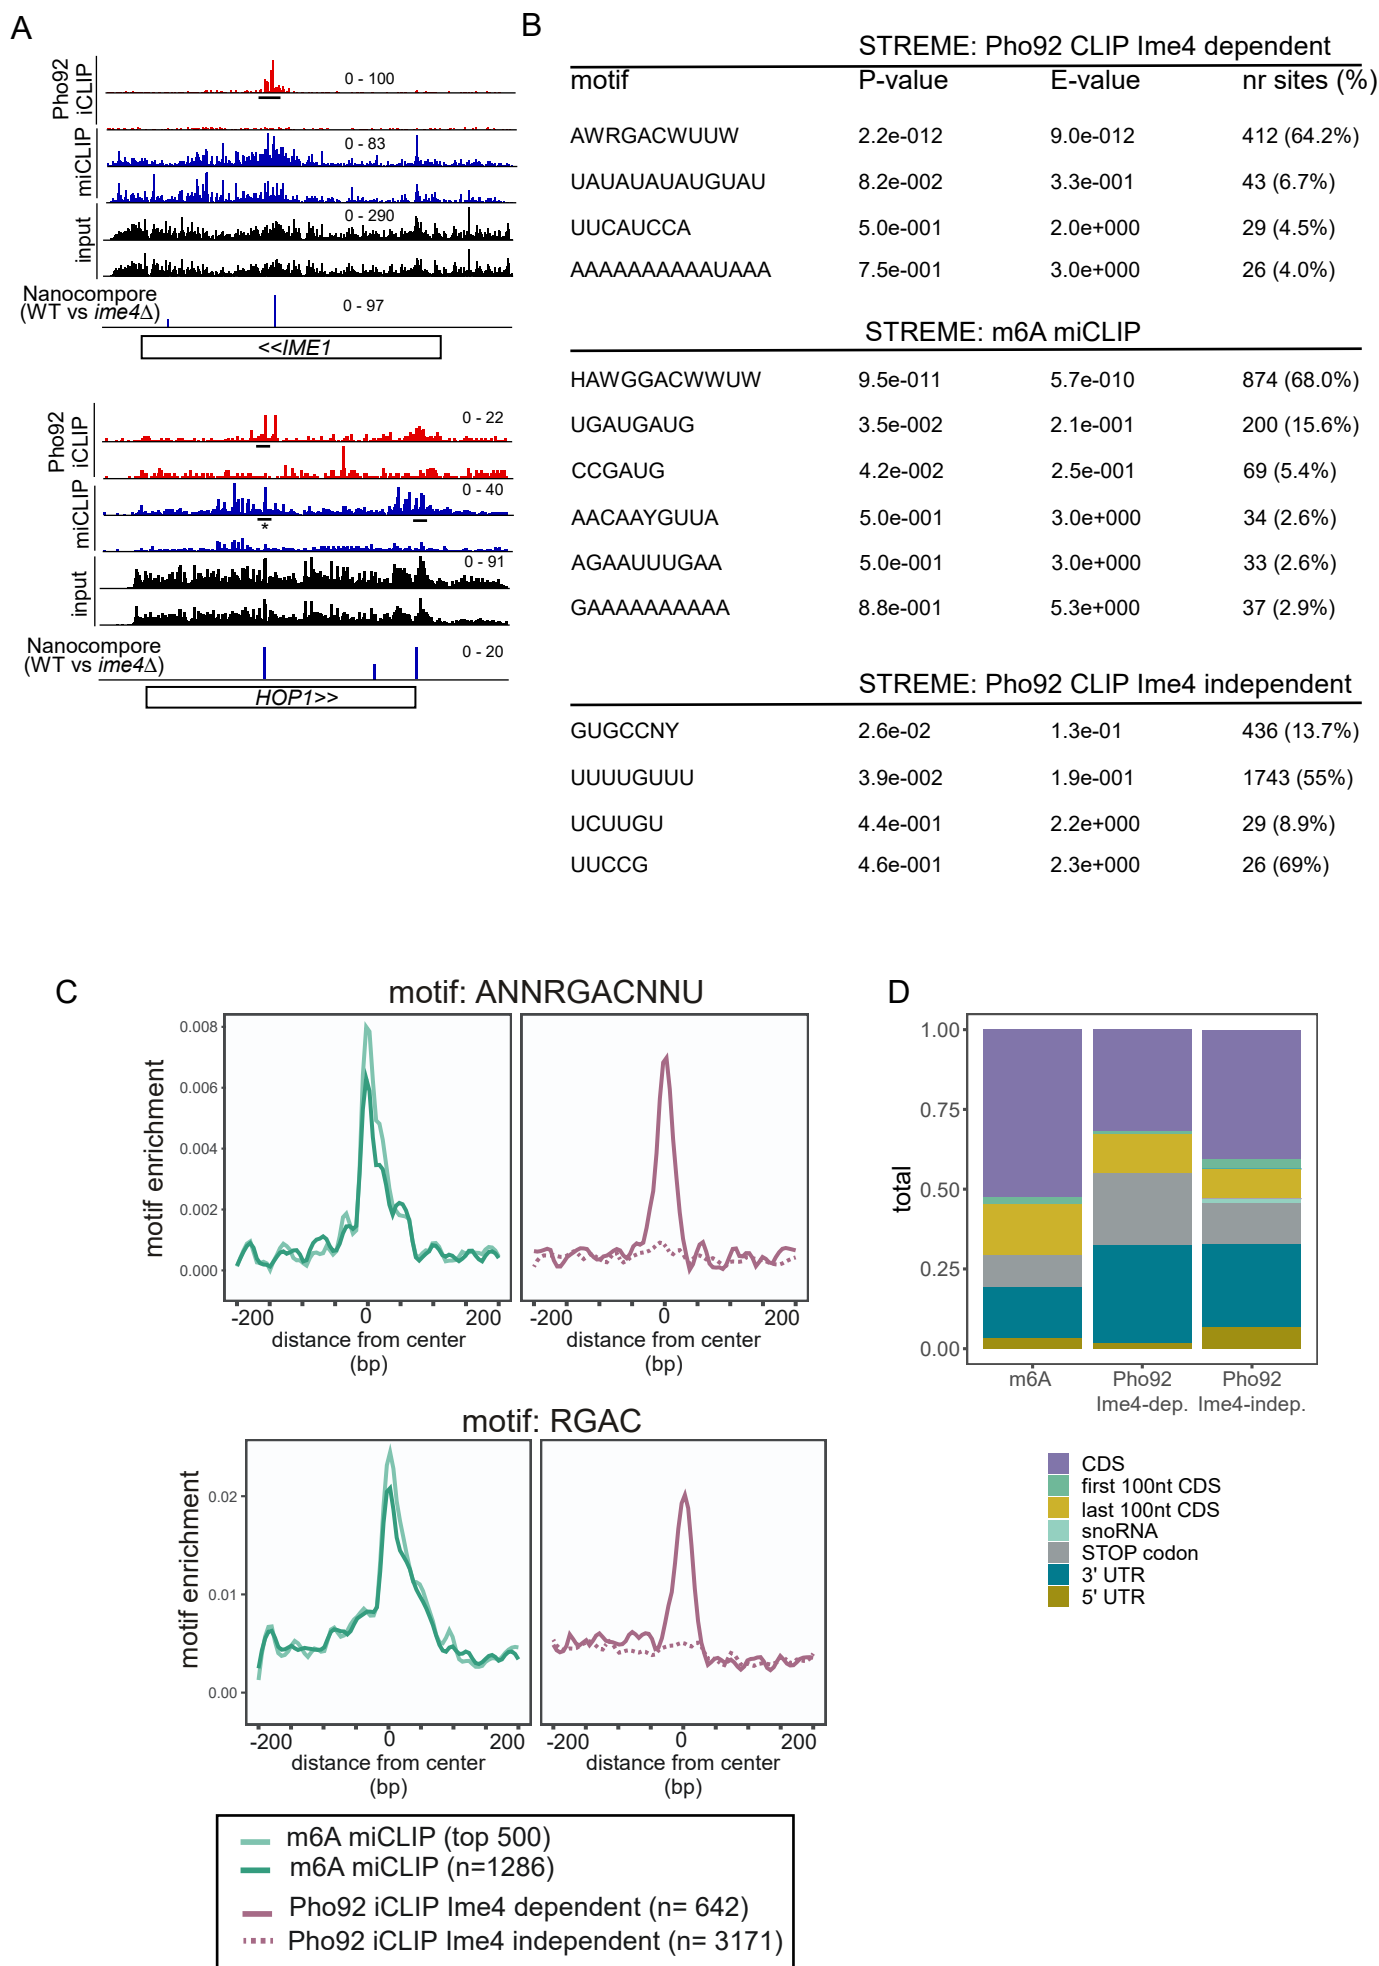 A
Pho92
iCLIP
0 - 100
miCLIP
0 - 83
input
0 - 290
Nanocompore
(WT vs ime4Δ)
0 - 97
<<IME1
Pho92
iCLIP
0 - 22
miCLIP
0 - 40
*
input
0 - 91
Nanocompore
(WT vs ime4Δ)
0 - 20
HOP1>>
B
STREME: Pho92 CLIP Ime4 dependent
motif P-value E-value nr sites (%)
AWRGACWUUW 2.2e-012 9.0e-012 412 (64.2%)
UAUAUAUAUGUAU 8.2e-002 3.3e-001 43 (6.7%)
UUCAUCCA 5.0e-001 2.0e+000 29 (4.5%)
AAAAAAAAAAUAAA 7.5e-001 3.0e+000 26 (4.0%)
STREME: m6A miCLIP
HAWGGACWWUW 9.5e-011 5.7e-010 874 (68.0%)
UGAUGAUG 3.5e-002 2.1e-001 200 (15.6%)
CCGAUG 4.2e-002 2.5e-001 69 (5.4%)
AACAAYGUUA 5.0e-001 3.0e+000 34 (2.6%)
AGAAUUUGAA 5.0e-001 3.0e+000 33 (2.6%)
GAAAAAAAAAA 8.8e-001 5.3e+000 37 (2.9%)
STREME: Pho92 CLIP Ime4 independent
GUGCCNY 2.6e-02 1.3e-01 436 (13.7%)
UUUUGUUU 3.9e-002 1.9e-001 1743 (55%)
UCUUGU 4.4e-001 2.2e+000 29 (8.9%)
UUCCG 4.6e-001 2.3e+000 26 (69%)
C
motif: ANNRGACNNU
motif enrichment
0.008
0.006
0.004
0.002
0.000
-200 0 200
distance from center
(bp)
-200 0 200
distance from center
(bp)
motif: RGAC
motif enrichment
0.02
0.01
0.00
-200 0 200
distance from center
(bp)
-200 0 200
distance from center
(bp)
m6A miCLIP (top 500)
m6A miCLIP (n=1286)
Pho92 iCLIP Ime4 dependent (n= 642)
Pho92 iCLIP Ime4 independent (n= 3171)
D
total
1.00
0.75
0.50
0.25
0.00
m6A
Pho92
Ime4-dep.
Pho92
Ime4-indep.
CDS
first 100nt CDS
last 100nt CDS
snoRNA
STOP codon
3' UTR
5' UTR